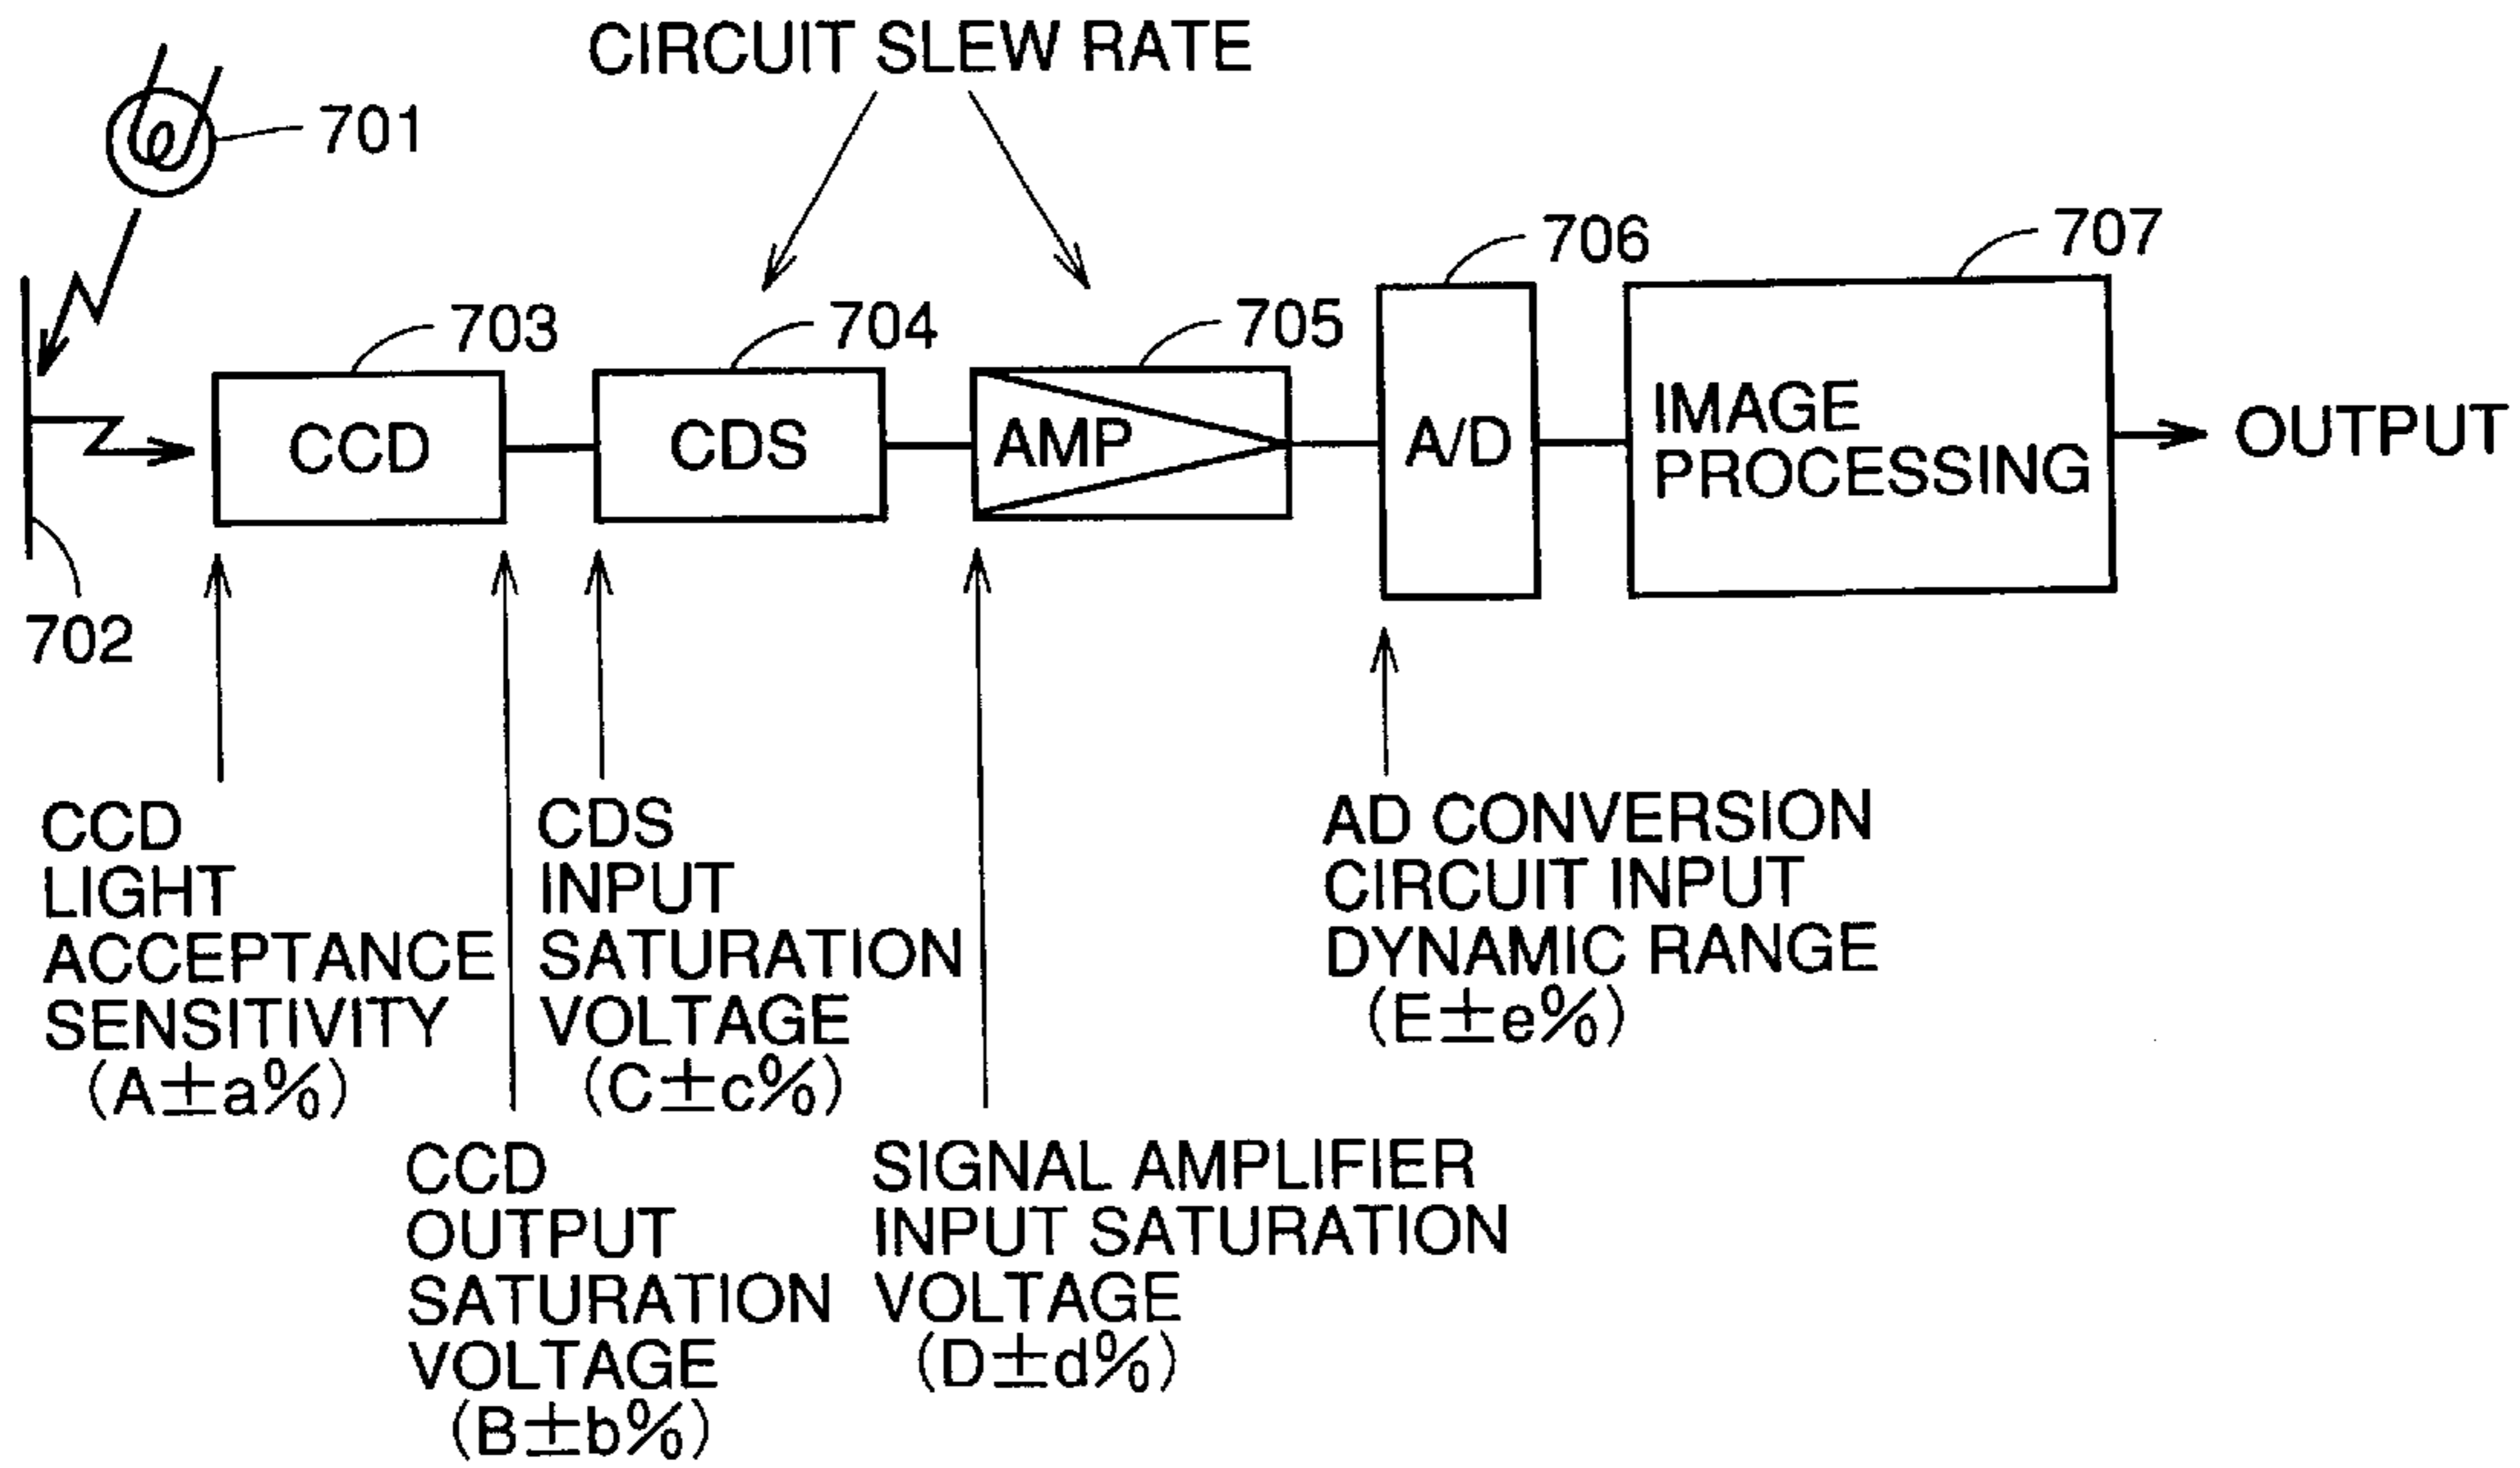 CIRCUIT SLEW RATE
701
706
707
703
704
705
CCD
CDS
AMP
A/D
IMAGE
PROCESSING
OUTPUT
702
CCD
LIGHT
ACCEPTANCE
SENSITIVITY
(A±a%)
CDS
INPUT
SATURATION
VOLTAGE
(C±c%)
AD CONVERSION
CIRCUIT INPUT
DYNAMIC RANGE
(E±e%)
CCD
OUTPUT
SATURATION
VOLTAGE
(B±b%)
SIGNAL AMPLIFIER
INPUT SATURATION
VOLTAGE
(D±d%)